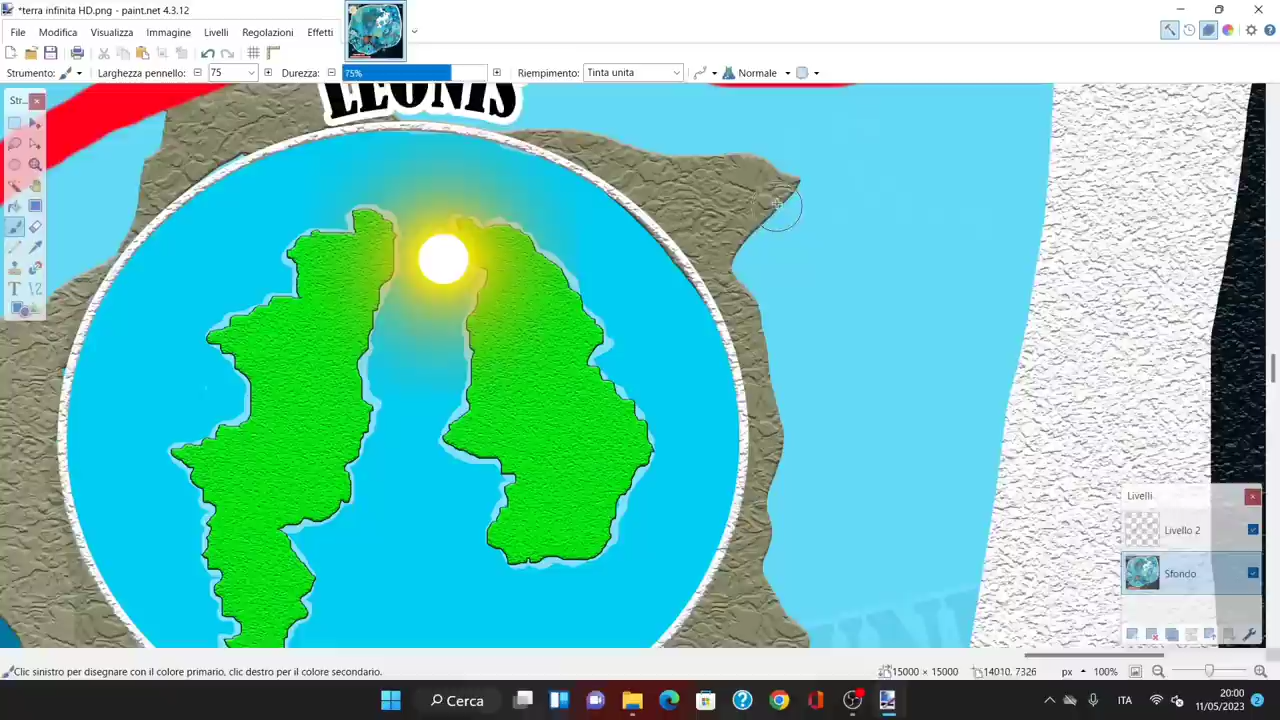 *terra infinita HD.png - paint.net 4.3.12
File Modifica Visualizza Immagine Livelli Regolazioni Effetti
Strumento: Larghezza pennello: 75 Durezza: 75% Riempimento: Tinta unita Normale
Str...
LEONIS
Livelli
Livello 2
Sfondo
Clic sinistro per disegnare con il colore primario, clic destro per il colore secondario.
15000 × 15000 14010, 7326 px 100%
Cerca
ITA
20:00
11/05/2023
2